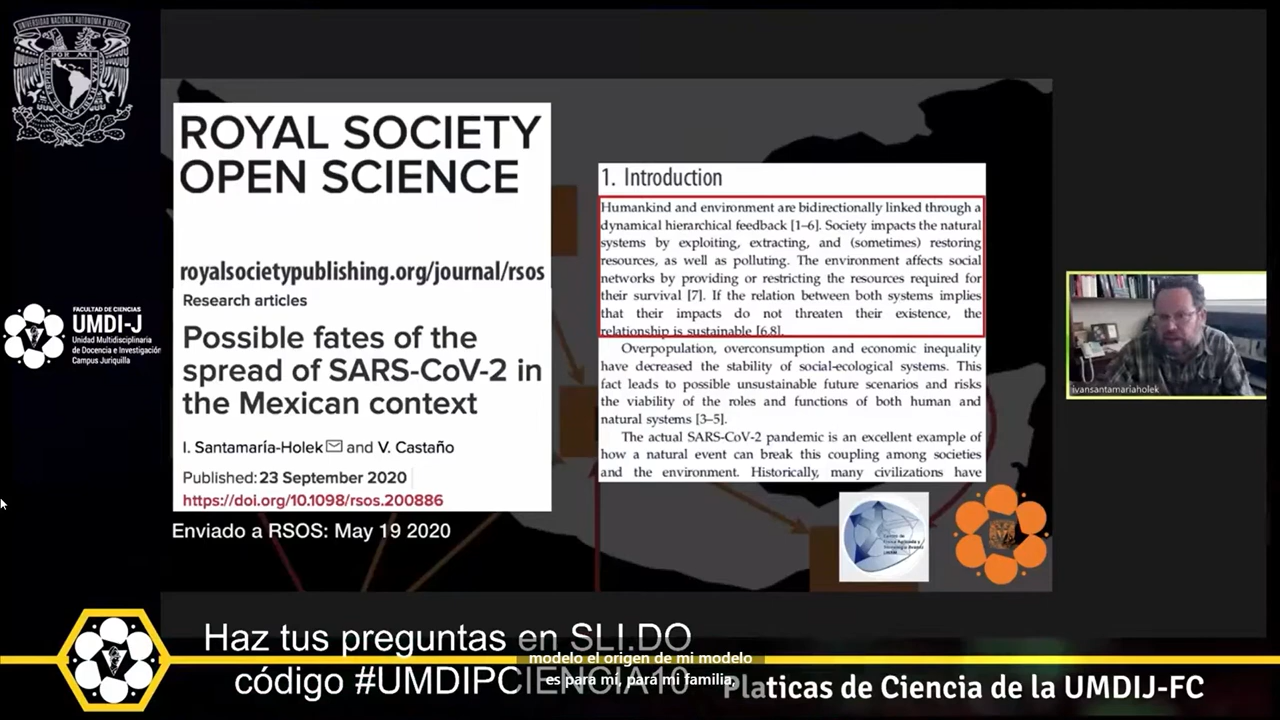 UNIVERSIDAD NACIONAL AUTÓNOMA DE MÉXICO
FACULTAD DE CIENCIAS
UMDI-J
Unidad Multidisciplinaria
de Docencia e Investigación
Campus Juriquilla
ROYAL SOCIETY
OPEN SCIENCE
royalsocietypublishing.org/journal/rsos
Research articles
Possible fates of the
spread of SARS-CoV-2 in
the Mexican context
I. Santamaría-Holek and V. Castaño
Published: 23 September 2020
https://doi.org/10.1098/rsos.200886
Enviado a RSOS: May 19 2020
1. Introduction
Humankind and environment are bidirectionally linked through a
dynamical hierarchical feedback [1–6]. Society impacts the natural
systems by exploiting, extracting, and (sometimes) restoring
resources, as well as polluting. The environment affects social
networks by providing or restricting the resources required for
their survival [7]. If the relation between both systems implies
that their impacts do not threaten their existence, the
relationship is sustainable [6,8].
Overpopulation, overconsumption and economic inequality
have decreased the stability of social-ecological systems. This
fact leads to possible unsustainable future scenarios and risks
the viability of the roles and functions of both human and
natural systems [3–5].
The actual SARS-CoV-2 pandemic is an excellent example of
how a natural event can break this coupling among societies
and the environment. Historically, many civilizations have
ivansantamariaholek
Haz tus preguntas en SLI.DO
código #UMDIPCIENCIA10
modelo el origen de mi modelo
es para mí, para mi familia,
Platicas de Ciencia de la UMDIJ-FC